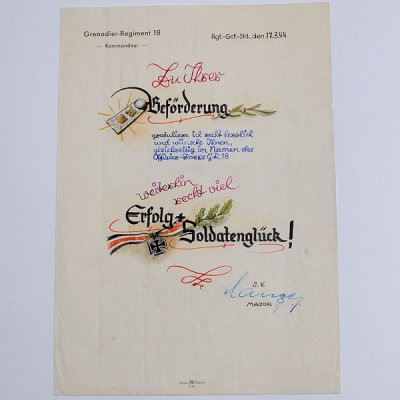 Grenadier-Regiment 18
— Kommandeur —
Rgt.-Gef.-Std., den 17.3.44
Zu Ihrer
Beförderung
gratuliere ich recht herzlich
und wünsche Ihnen,
gleichzeitig im Namen des
Offizier-Korps G.R. 18
weiterhin
recht viel
Erfolg +
Soldatenglück!
I.V.
MAJOR